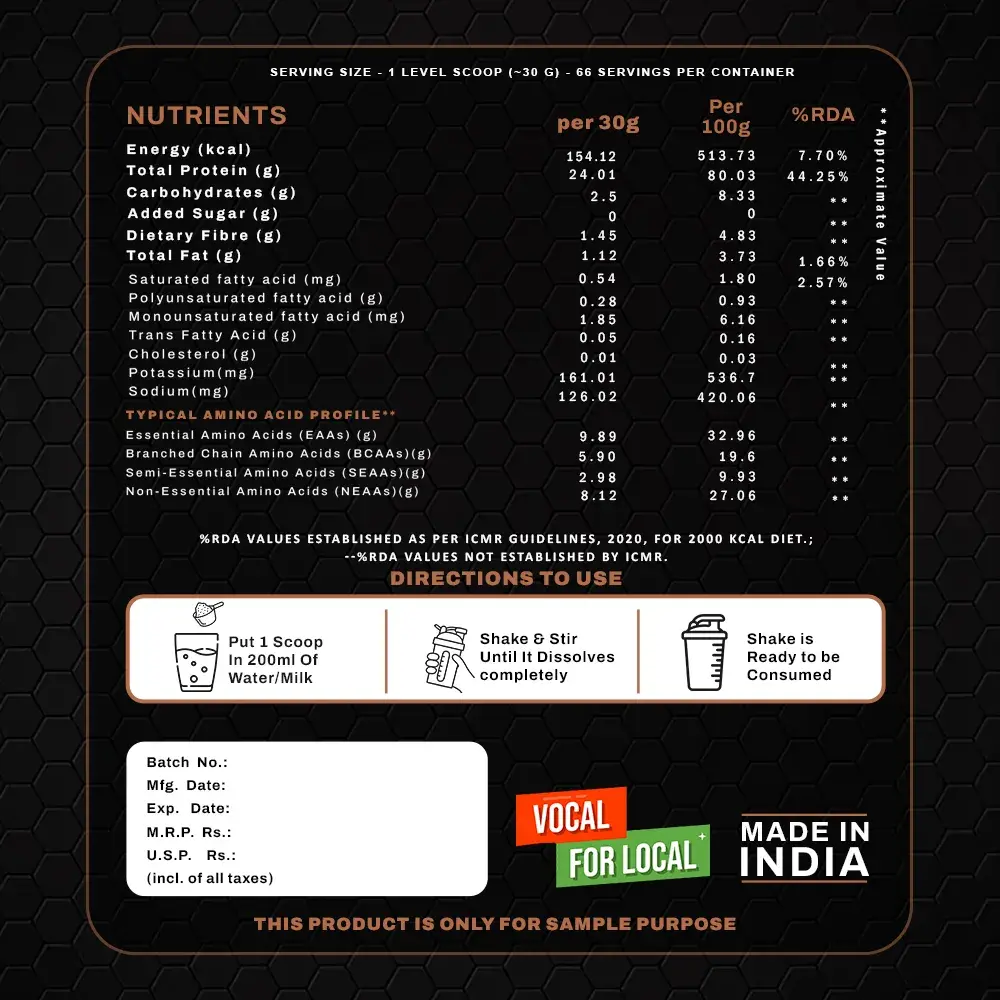 SERVING SIZE - 1 LEVEL SCOOP (~30 G) - 66 SERVINGS PER CONTAINER
NUTRIENTS per 30g Per 100g %RDA
Energy (kcal) 154.12 513.73 7.70%
Total Protein (g) 24.01 80.03 44.25%
Carbohydrates (g) 2.5 8.33 **
Added Sugar (g) 0 0 **
Dietary Fibre (g) 1.45 4.83 **
Total Fat (g) 1.12 3.73 1.66%
Saturated fatty acid (mg) 0.54 1.80 2.57%
Polyunsaturated fatty acid (g) 0.28 0.93 **
Monounsaturated fatty acid (mg) 1.85 6.16 **
Trans Fatty Acid (g) 0.05 0.16 **
Cholesterol (g) 0.01 0.03 **
Potassium(mg) 161.01 536.7 **
Sodium(mg) 126.02 420.06 **
**Approximate Value
TYPICAL AMINO ACID PROFILE**
Essential Amino Acids (EAAs) (g) 9.89 32.96 **
Branched Chain Amino Acids (BCAAs)(g) 5.90 19.6 **
Semi-Essential Amino Acids (SEAAs)(g) 2.98 9.93 **
Non-Essential Amino Acids (NEAAs)(g) 8.12 27.06 **
%RDA VALUES ESTABLISHED AS PER ICMR GUIDELINES, 2020, FOR 2000 KCAL DIET.;
--%RDA VALUES NOT ESTABLISHED BY ICMR.
DIRECTIONS TO USE
Put 1 Scoop
In 200ml Of
Water/Milk
Shake & Stir
Until It Dissolves
completely
Shake is
Ready to be
Consumed
Batch No.:
Mfg. Date:
Exp. Date:
M.R.P. Rs.:
U.S.P. Rs.:
(incl. of all taxes)
VOCAL
FOR LOCAL
MADE IN
INDIA
THIS PRODUCT IS ONLY FOR SAMPLE PURPOSE